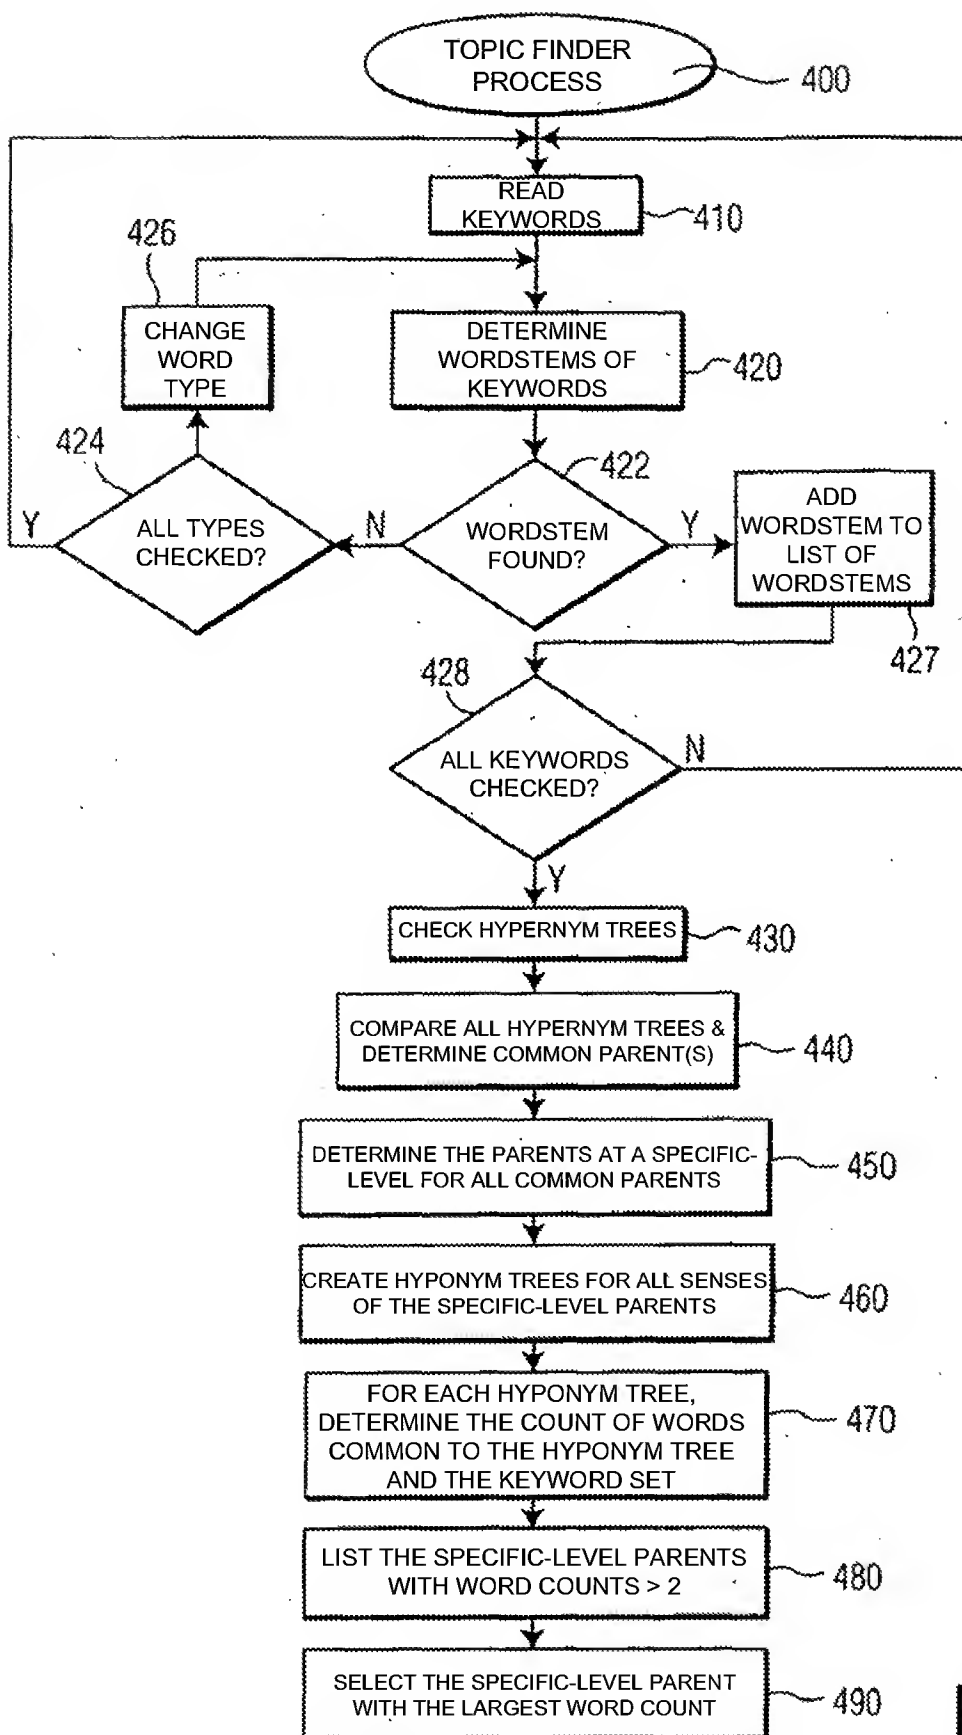 TOPIC FINDER
PROCESS
400
READ
KEYWORDS
410
426
CHANGE
WORD
TYPE
DETERMINE
WORDSTEMS OF
KEYWORDS
420
424
422
Y
ALL TYPES
CHECKED?
N
WORDSTEM
FOUND?
Y
ADD
WORDSTEM TO
LIST OF
WORDSTEMS
427
428
ALL KEYWORDS
CHECKED?
N
Y
CHECK HYPERNYM TREES
430
COMPARE ALL HYPERNYM TREES &
DETERMINE COMMON PARENT(S)
440
DETERMINE THE PARENTS AT A SPECIFIC-
LEVEL FOR ALL COMMON PARENTS
450
CREATE HYPONYM TREES FOR ALL SENSES
OF THE SPECIFIC-LEVEL PARENTS
460
FOR EACH HYPONYM TREE,
DETERMINE THE COUNT OF WORDS
COMMON TO THE HYPONYM TREE
AND THE KEYWORD SET
470
LIST THE SPECIFIC-LEVEL PARENTS
WITH WORD COUNTS > 2
480
SELECT THE SPECIFIC-LEVEL PARENT
WITH THE LARGEST WORD COUNT
490